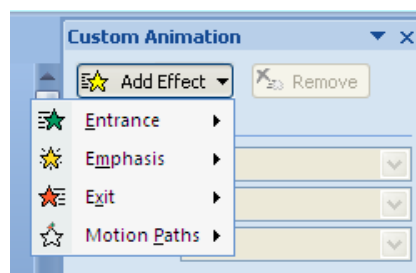 Custom Animation
Add Effect Remove
Entrance
Emphasis
Exit
Motion Paths